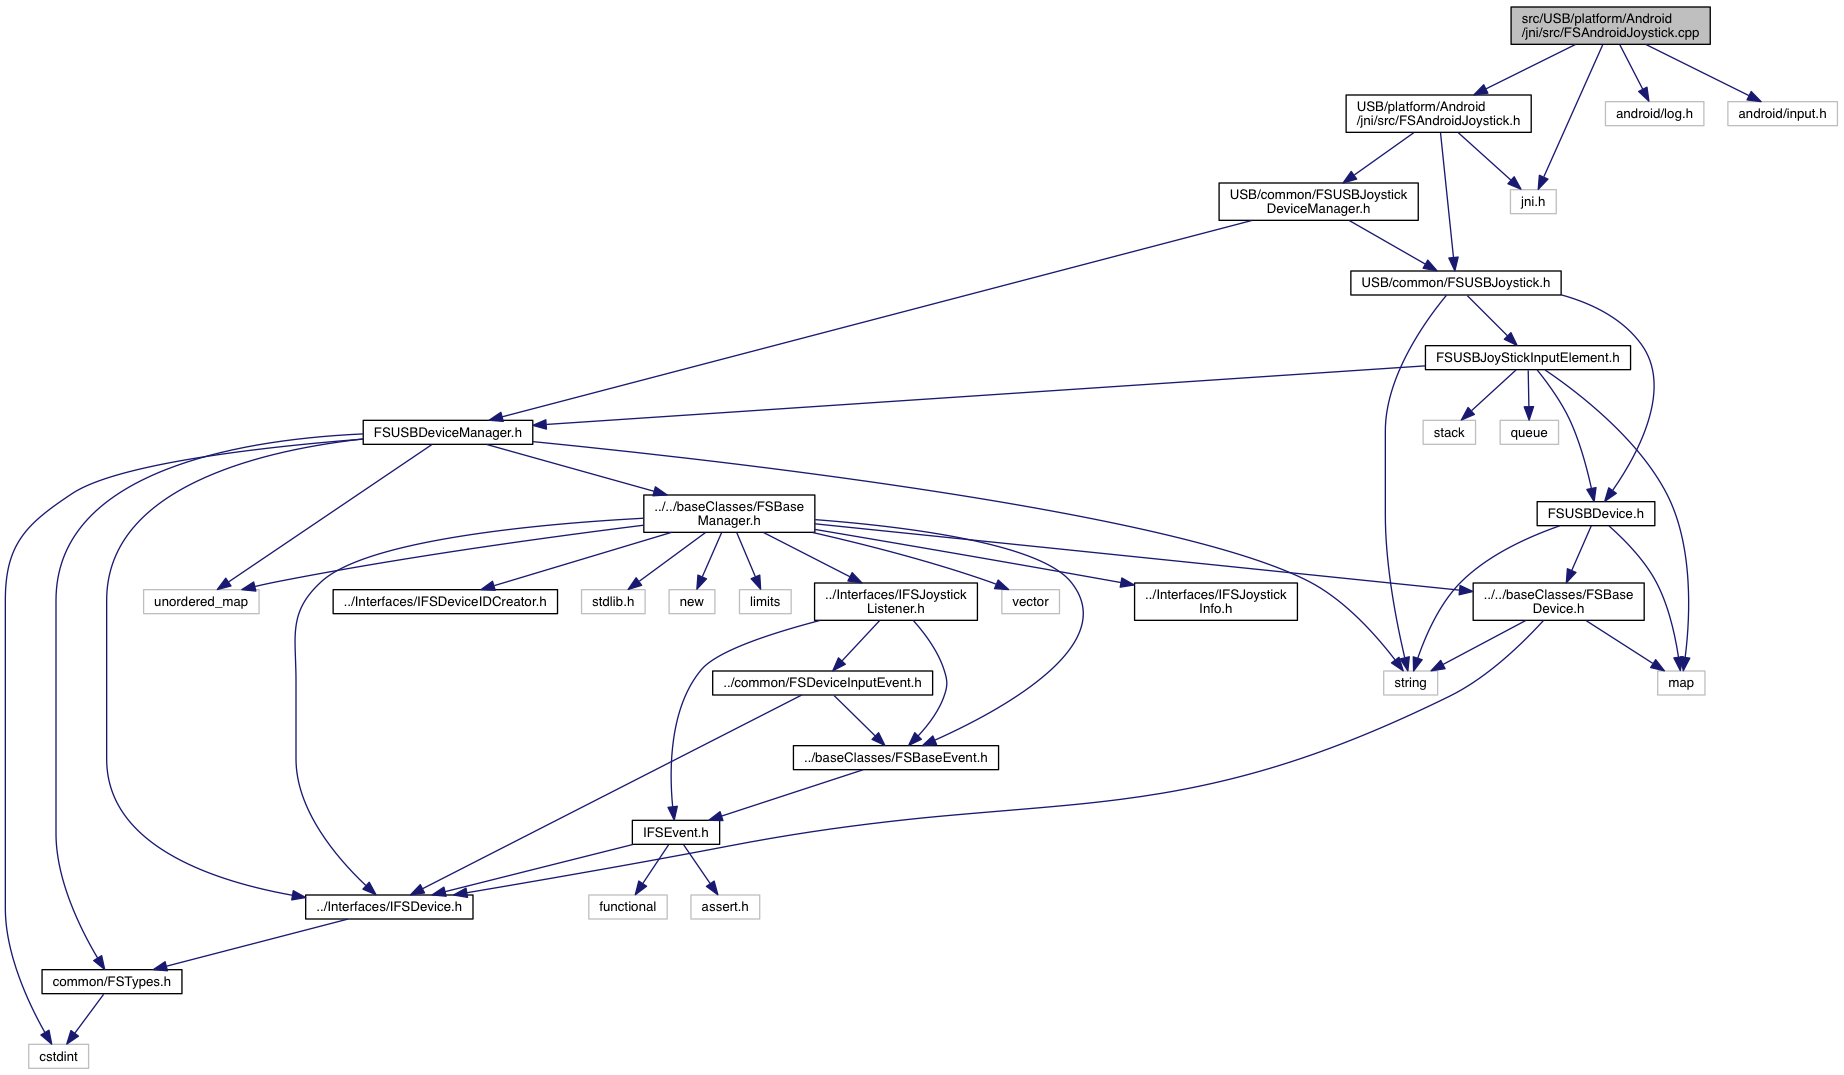 src/USB/platform/Android
/jni/src/FSAndroidJoystick.cpp
USB/platform/Android
/jni/src/FSAndroidJoystick.h
android/log.h
android/input.h
USB/common/FSUSBJoystick
DeviceManager.h
jni.h
USB/common/FSUSBJoystick.h
FSUSBJoyStickInputElement.h
FSUSBDeviceManager.h
stack
queue
../../baseClasses/FSBase
Manager.h
FSUSBDevice.h
unordered_map
../Interfaces/IFSDeviceIDCreator.h
stdlib.h
new
limits
../Interfaces/IFSJoystick
Listener.h
vector
../Interfaces/IFSJoystick
Info.h
../../baseClasses/FSBase
Device.h
../common/FSDeviceInputEvent.h
string
map
../baseClasses/FSBaseEvent.h
IFSEvent.h
../Interfaces/IFSDevice.h
functional
assert.h
common/FSTypes.h
cstdint